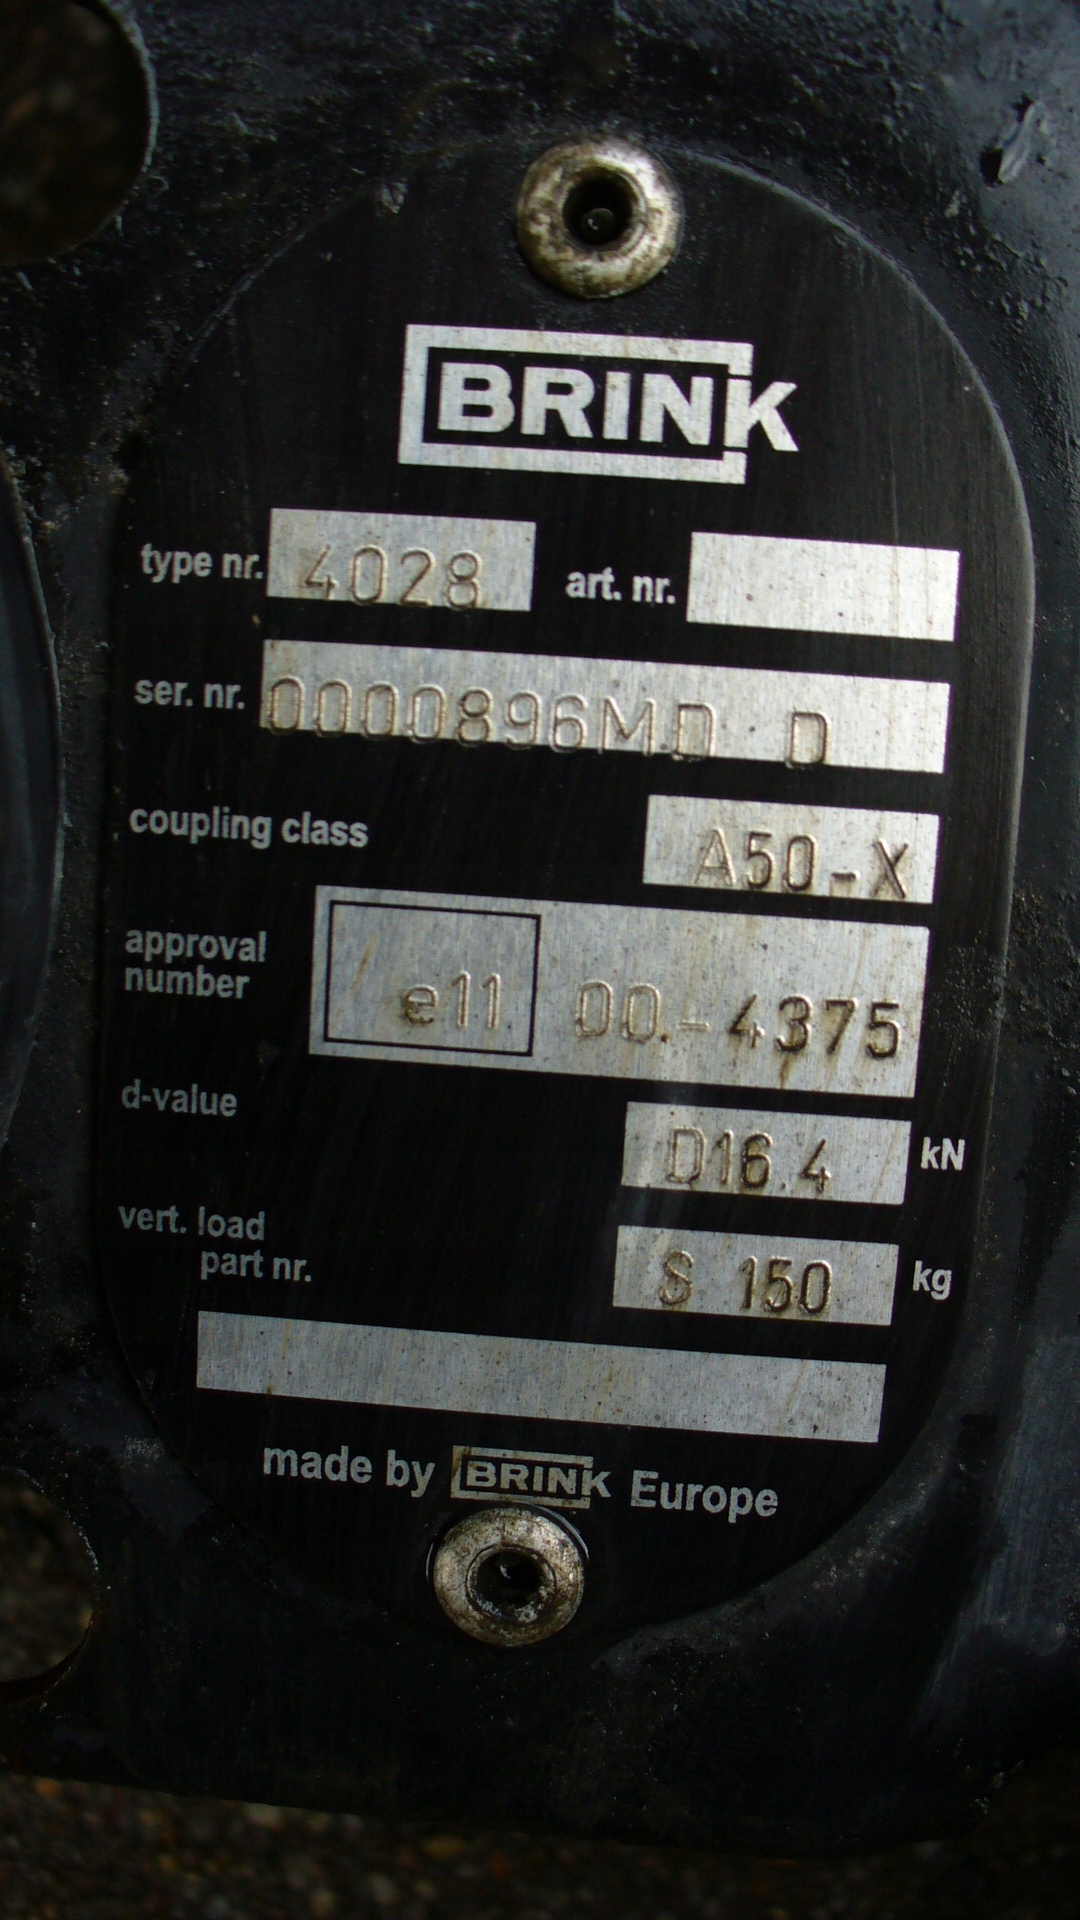 BRINK
type nr. 4028 art. nr.
ser. nr. 0000896MD D
coupling class A50-X
approval
number e11 00-4375
d-value D16.4 kN
vert. load S 150 kg
part nr.
made by BRINK Europe